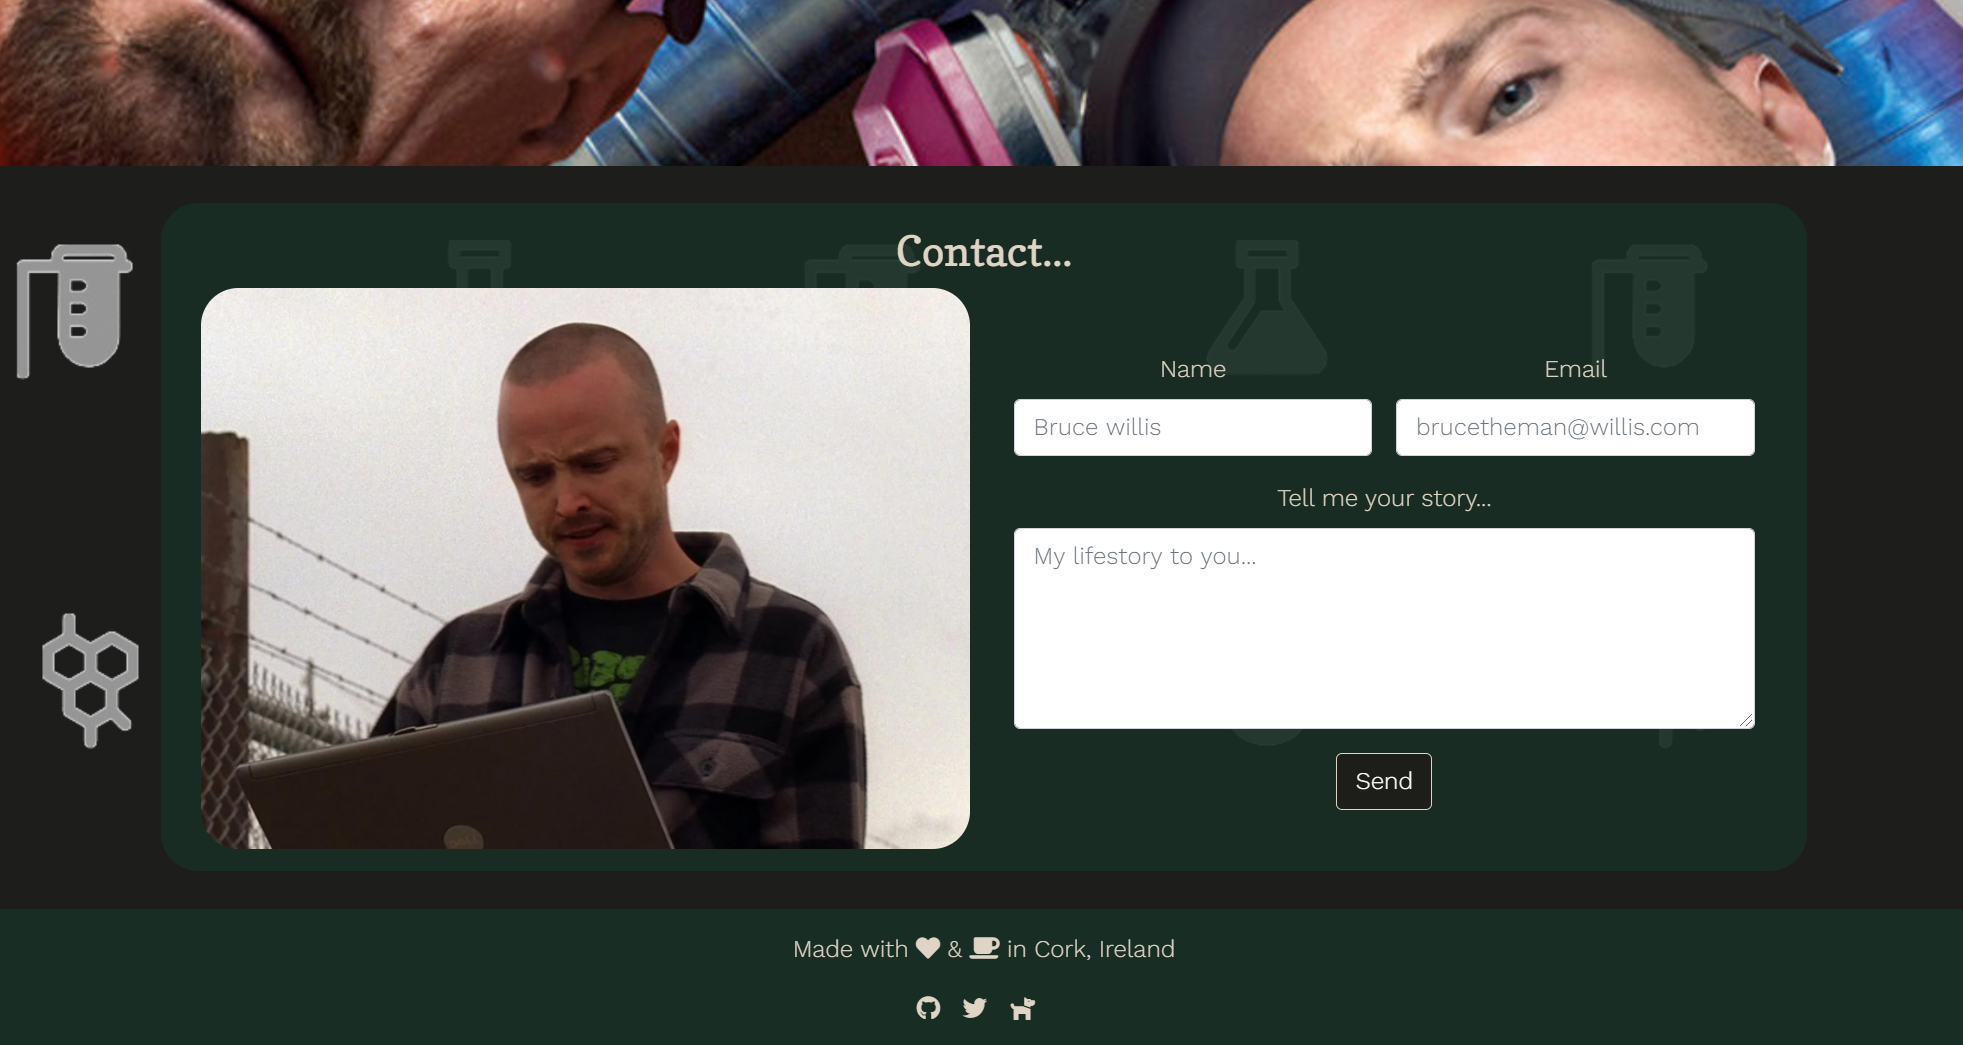 Contact...
Name
Email
Bruce willis
brucetheman@willis.com
Tell me your story...
My lifestory to you...
Send
Made with & in Cork, Ireland